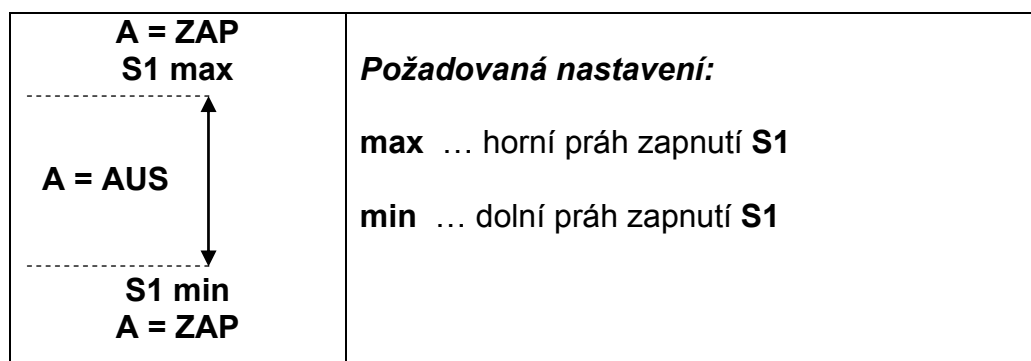 A = ZAP
S1 max
A = AUS
S1 min
A = ZAP
Požadovaná nastavení:
max … horní práh zapnutí S1
min … dolní práh zapnutí S1